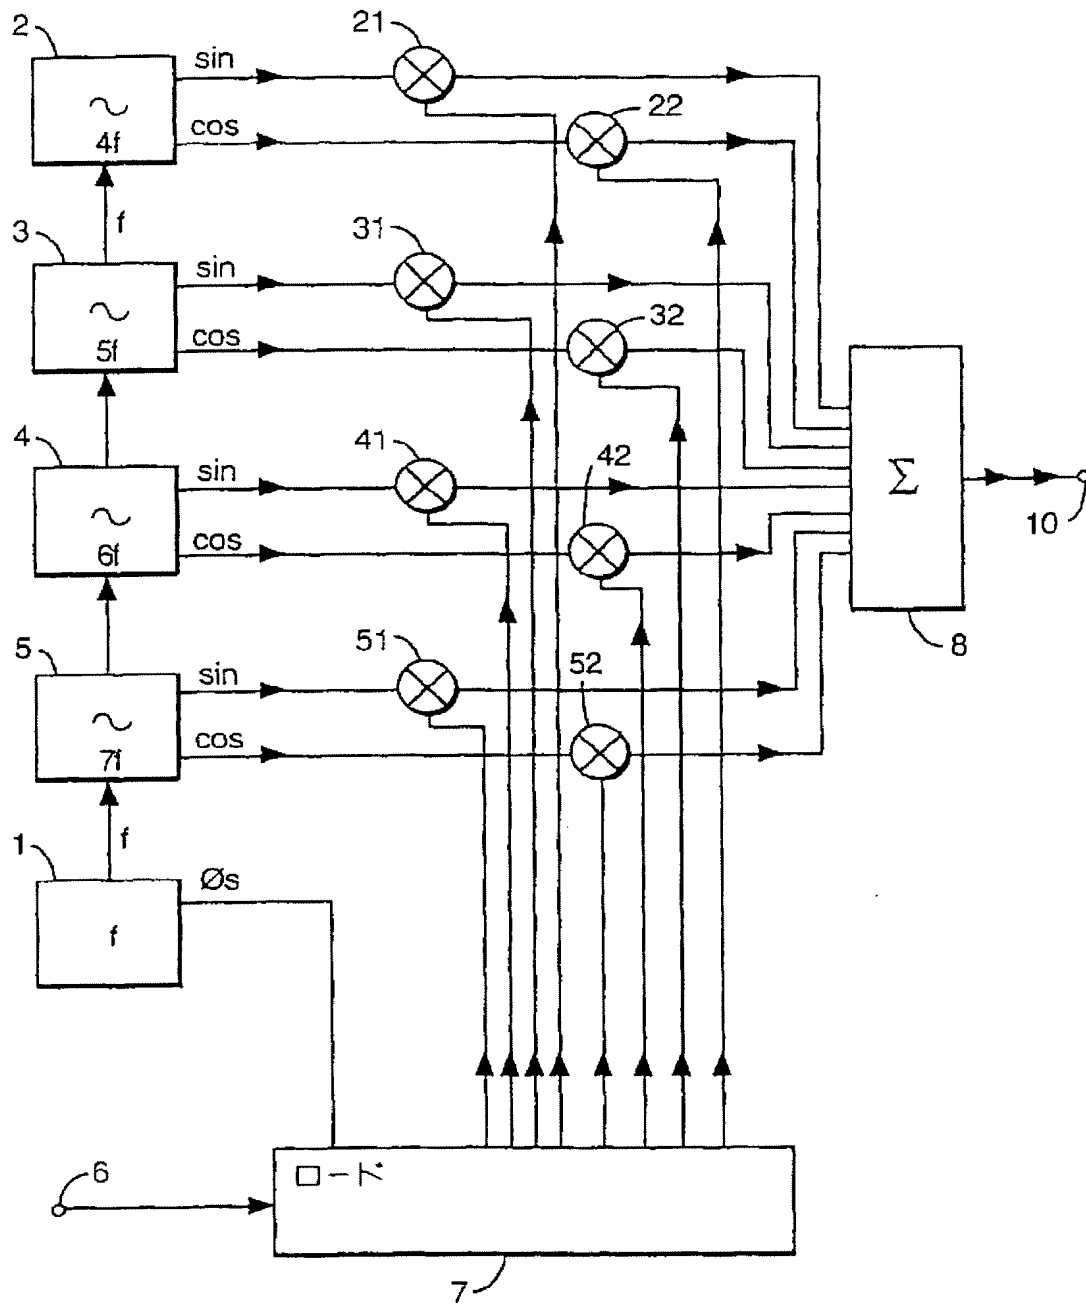 2
sin
21
~
4f
cos
22
f
3
sin
31
~
5f
cos
32
4
sin
41
~
6f
cos
42
Σ
10
8
5
sin
51
~
7f
cos
52
f
1
Øs
f
ロード
6
7